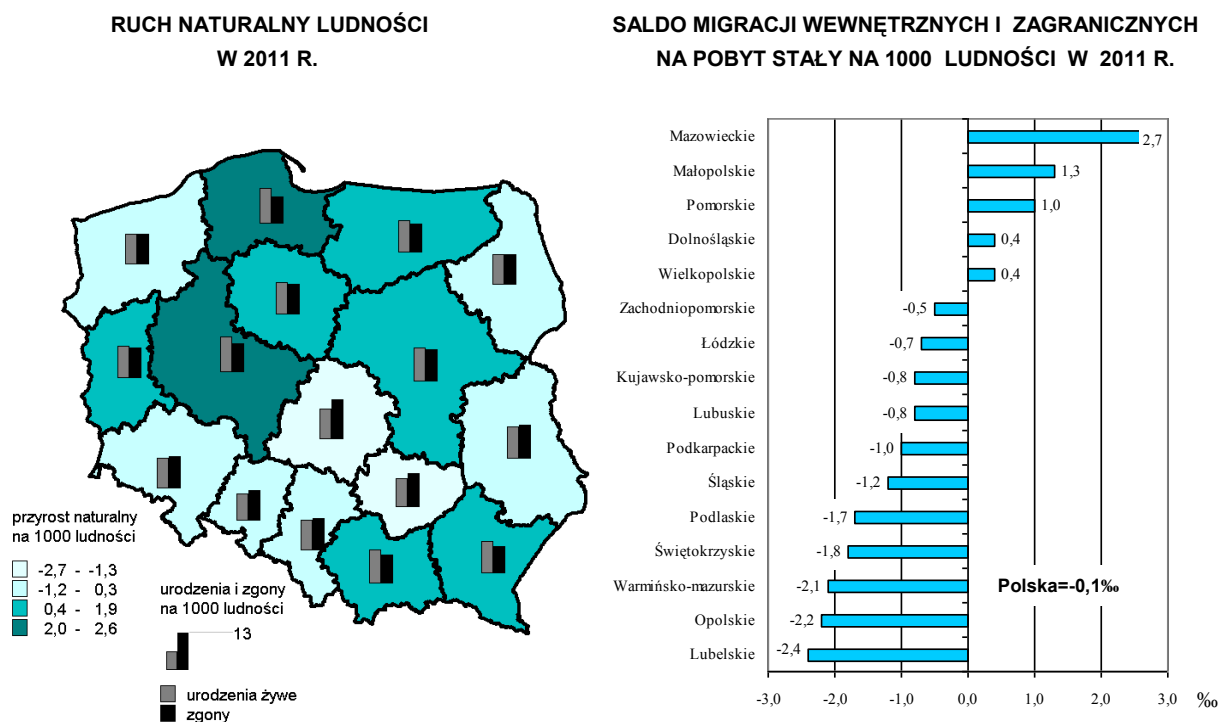 RUCH NATURALNY LUDNOŚCI
W 2011 R.
przyrost naturalny
na 1000 ludności
-2,7 - -1,3
-1,2 - 0,3
0,4 - 1,9
2,0 - 2,6
urodzenia i zgony
na 1000 ludności
13
urodzenia żywe
zgony
SALDO MIGRACJI WEWNĘTRZNYCH I ZAGRANICZNYCH
NA POBYT STAŁY NA 1000 LUDNOŚCI W 2011 R.
Mazowieckie 2,7
Małopolskie 1,3
Pomorskie 1,0
Dolnośląskie 0,4
Wielkopolskie 0,4
Zachodniopomorskie -0,5
Łódzkie -0,7
Kujawsko-pomorskie -0,8
Lubuskie -0,8
Podkarpackie -1,0
Śląskie -1,2
Podlaskie -1,7
Świętokrzyskie -1,8
Warmińsko-mazurskie -2,1 Polska=-0,1‰
Opolskie -2,2
Lubelskie -2,4
-3,0 -2,0 -1,0 0,0 1,0 2,0 3,0 ‰